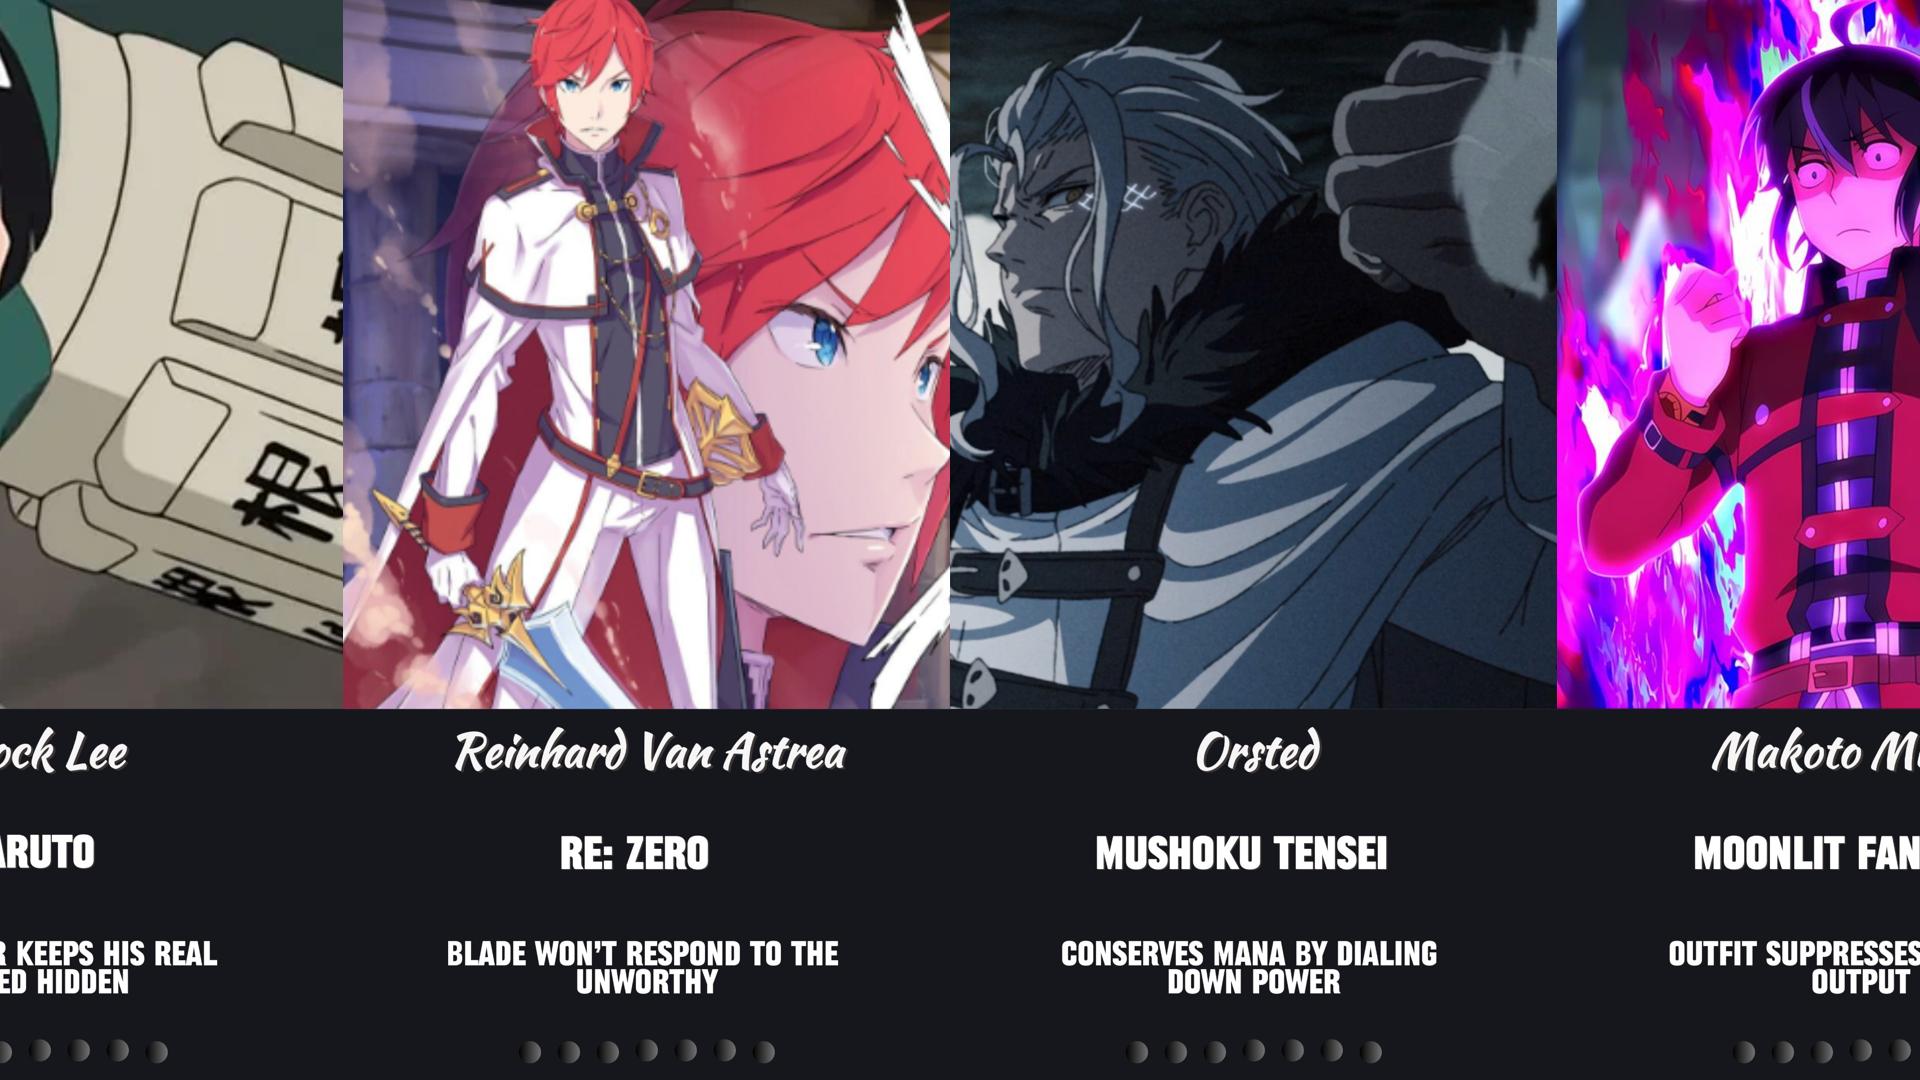 根
ock Lee
ARUTO
R KEEPS HIS REAL
ED HIDDEN
Reinhard Van Astrea
RE: ZERO
BLADE WON'T RESPOND TO THE
UNWORTHY
Orsted
MUSHOKU TENSEI
CONSERVES MANA BY DIALING
DOWN POWER
Makoto M
MOONLIT FAN
OUTFIT SUPPRESSES
OUTPUT